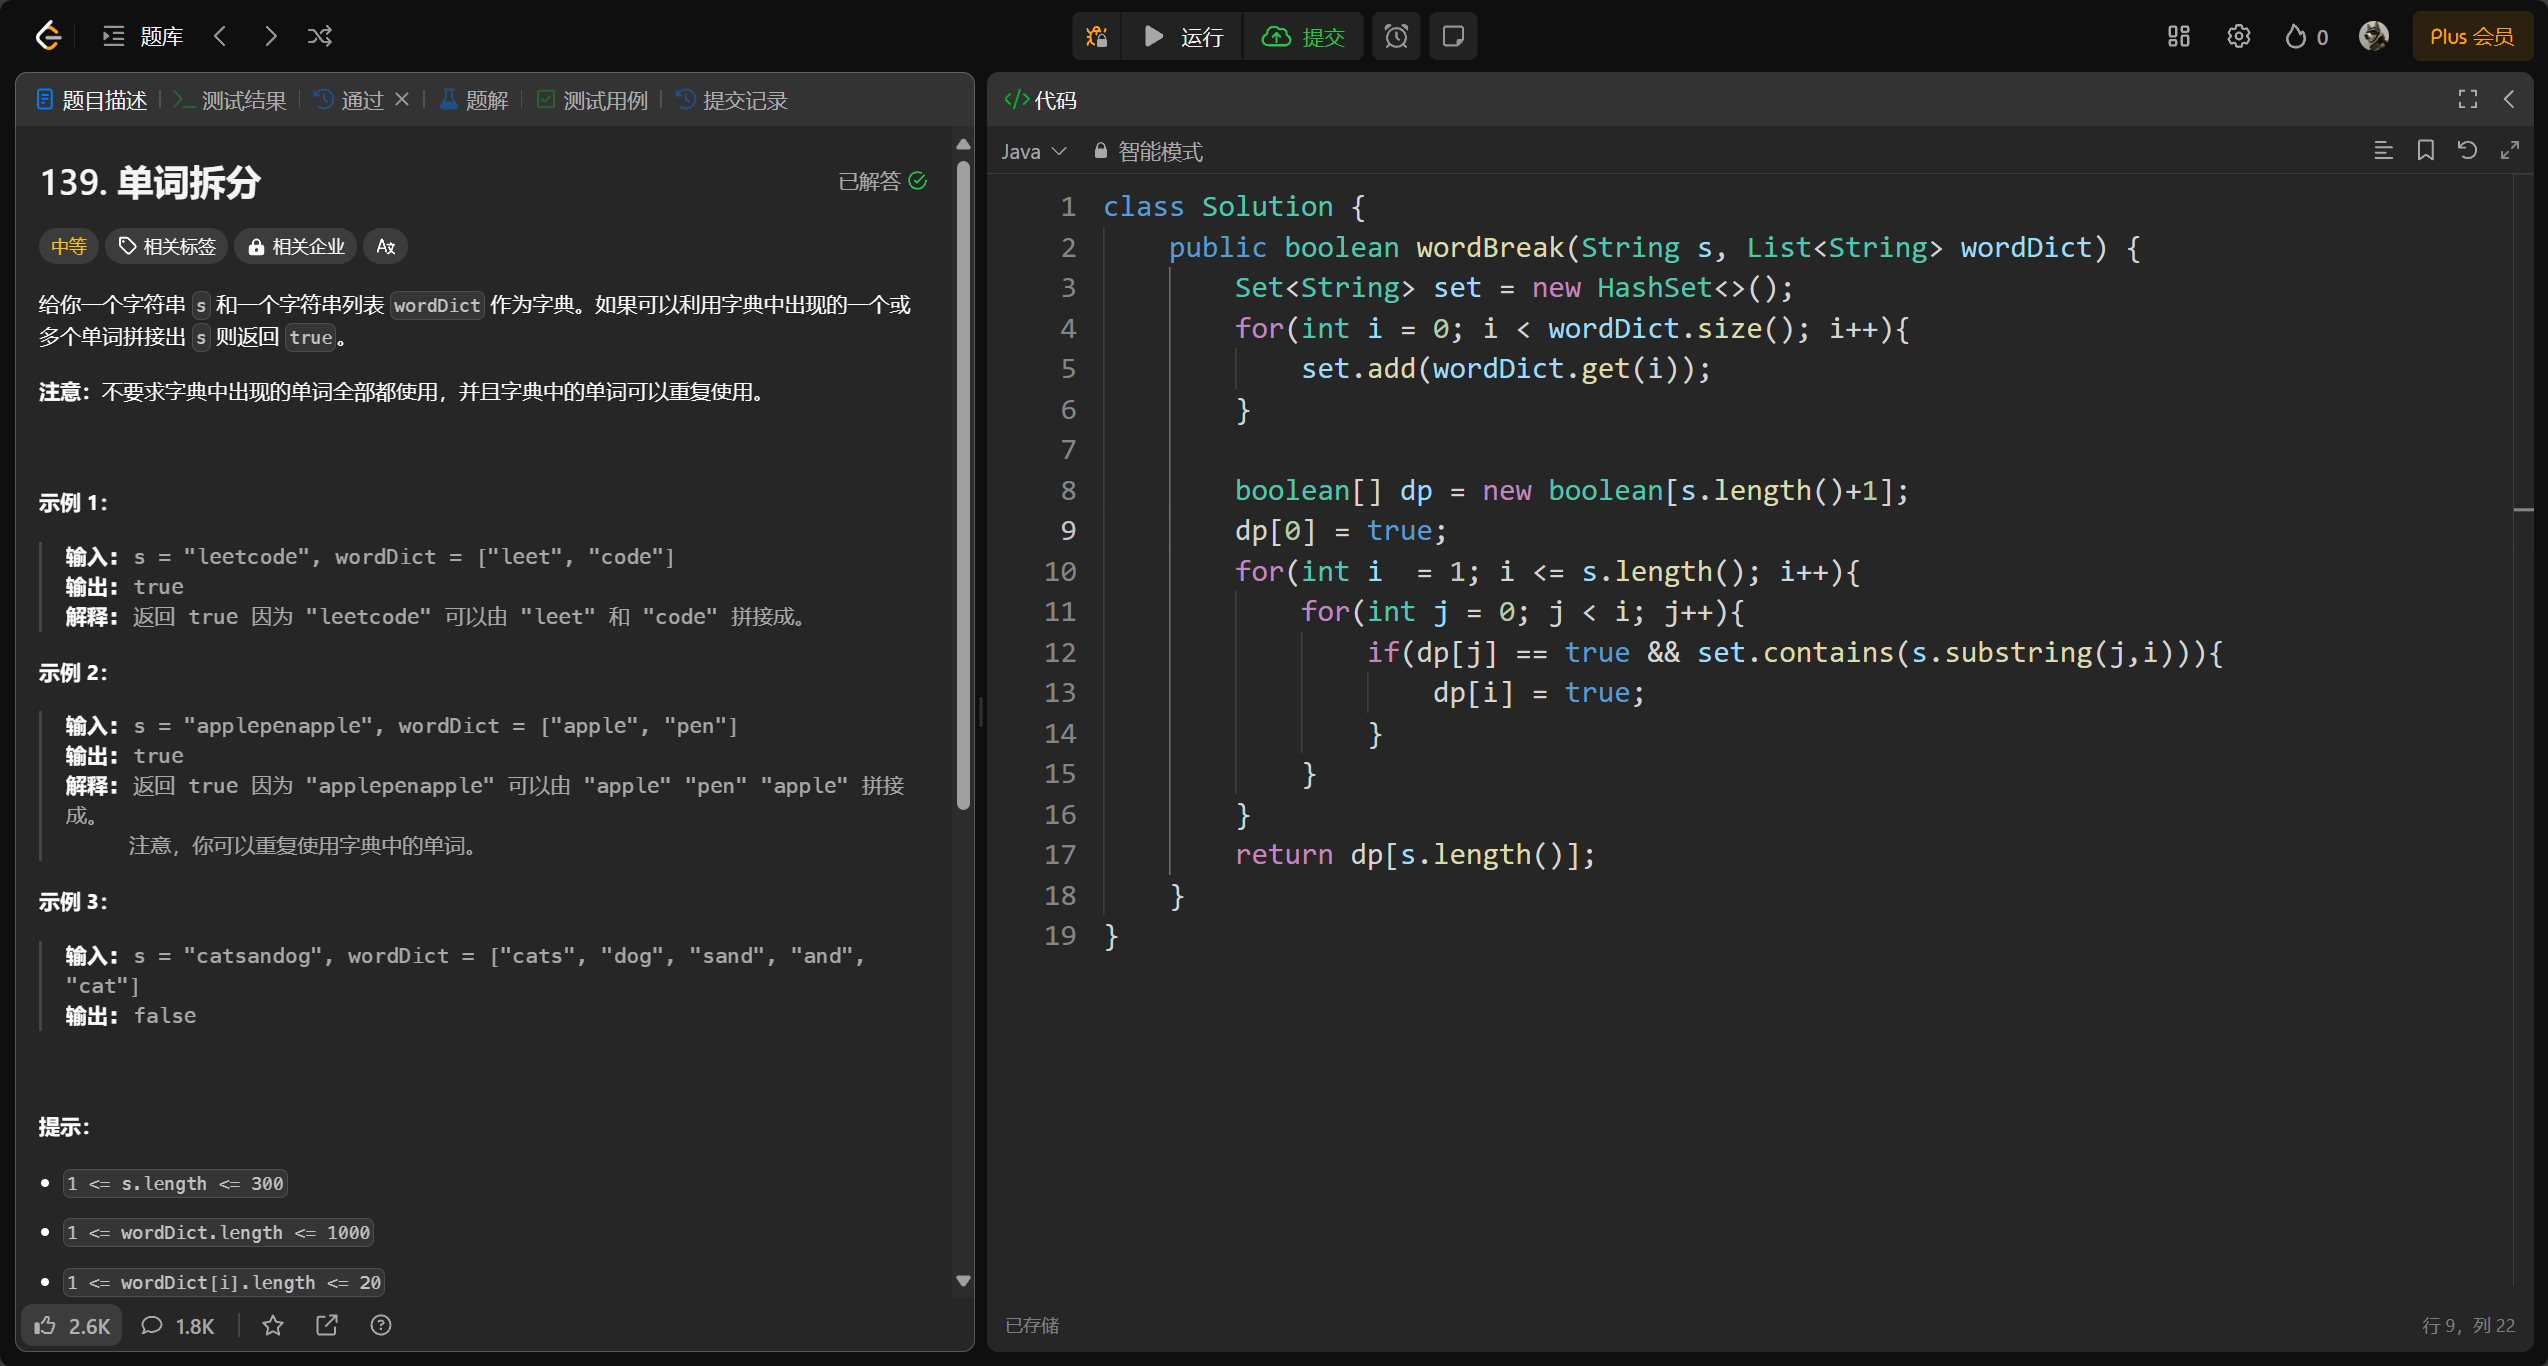 题库
运行
提交
0
Plus 会员
题目描述
测试结果
通过
题解
测试用例
提交记录
139. 单词拆分
已解答
中等
相关标签
相关企业
给你一个字符串 s 和一个字符串列表 wordDict 作为字典。如果可以利用字典中出现的一个或
多个单词拼接出 s 则返回 true。
注意：不要求字典中出现的单词全部都使用，并且字典中的单词可以重复使用。
示例 1：
输入: s = "leetcode", wordDict = ["leet", "code"]
输出: true
解释: 返回 true 因为 "leetcode" 可以由 "leet" 和 "code" 拼接成。
示例 2：
输入: s = "applepenapple", wordDict = ["apple", "pen"]
输出: true
解释: 返回 true 因为 "applepenapple" 可以由 "apple" "pen" "apple" 拼接
成。
注意，你可以重复使用字典中的单词。
示例 3：
输入: s = "catsandog", wordDict = ["cats", "dog", "sand", "and",
"cat"]
输出: false
提示：
1 <= s.length <= 300
1 <= wordDict.length <= 1000
1 <= wordDict[i].length <= 20
2.6K
1.8K
代码
Java
智能模式
1 class Solution {
2 public boolean wordBreak(String s, List<String> wordDict) {
3 Set<String> set = new HashSet<>();
4 for(int i = 0; i < wordDict.size(); i++){
5 set.add(wordDict.get(i));
6 }
7
8 boolean[] dp = new boolean[s.length()+1];
9 dp[0] = true;
10 for(int i  = 1; i <= s.length(); i++){
11 for(int j = 0; j < i; j++){
12 if(dp[j] == true && set.contains(s.substring(j,i))){
13 dp[i] = true;
14 }
15 }
16 }
17 return dp[s.length()];
18 }
19 }
已存储
行 9，列 22